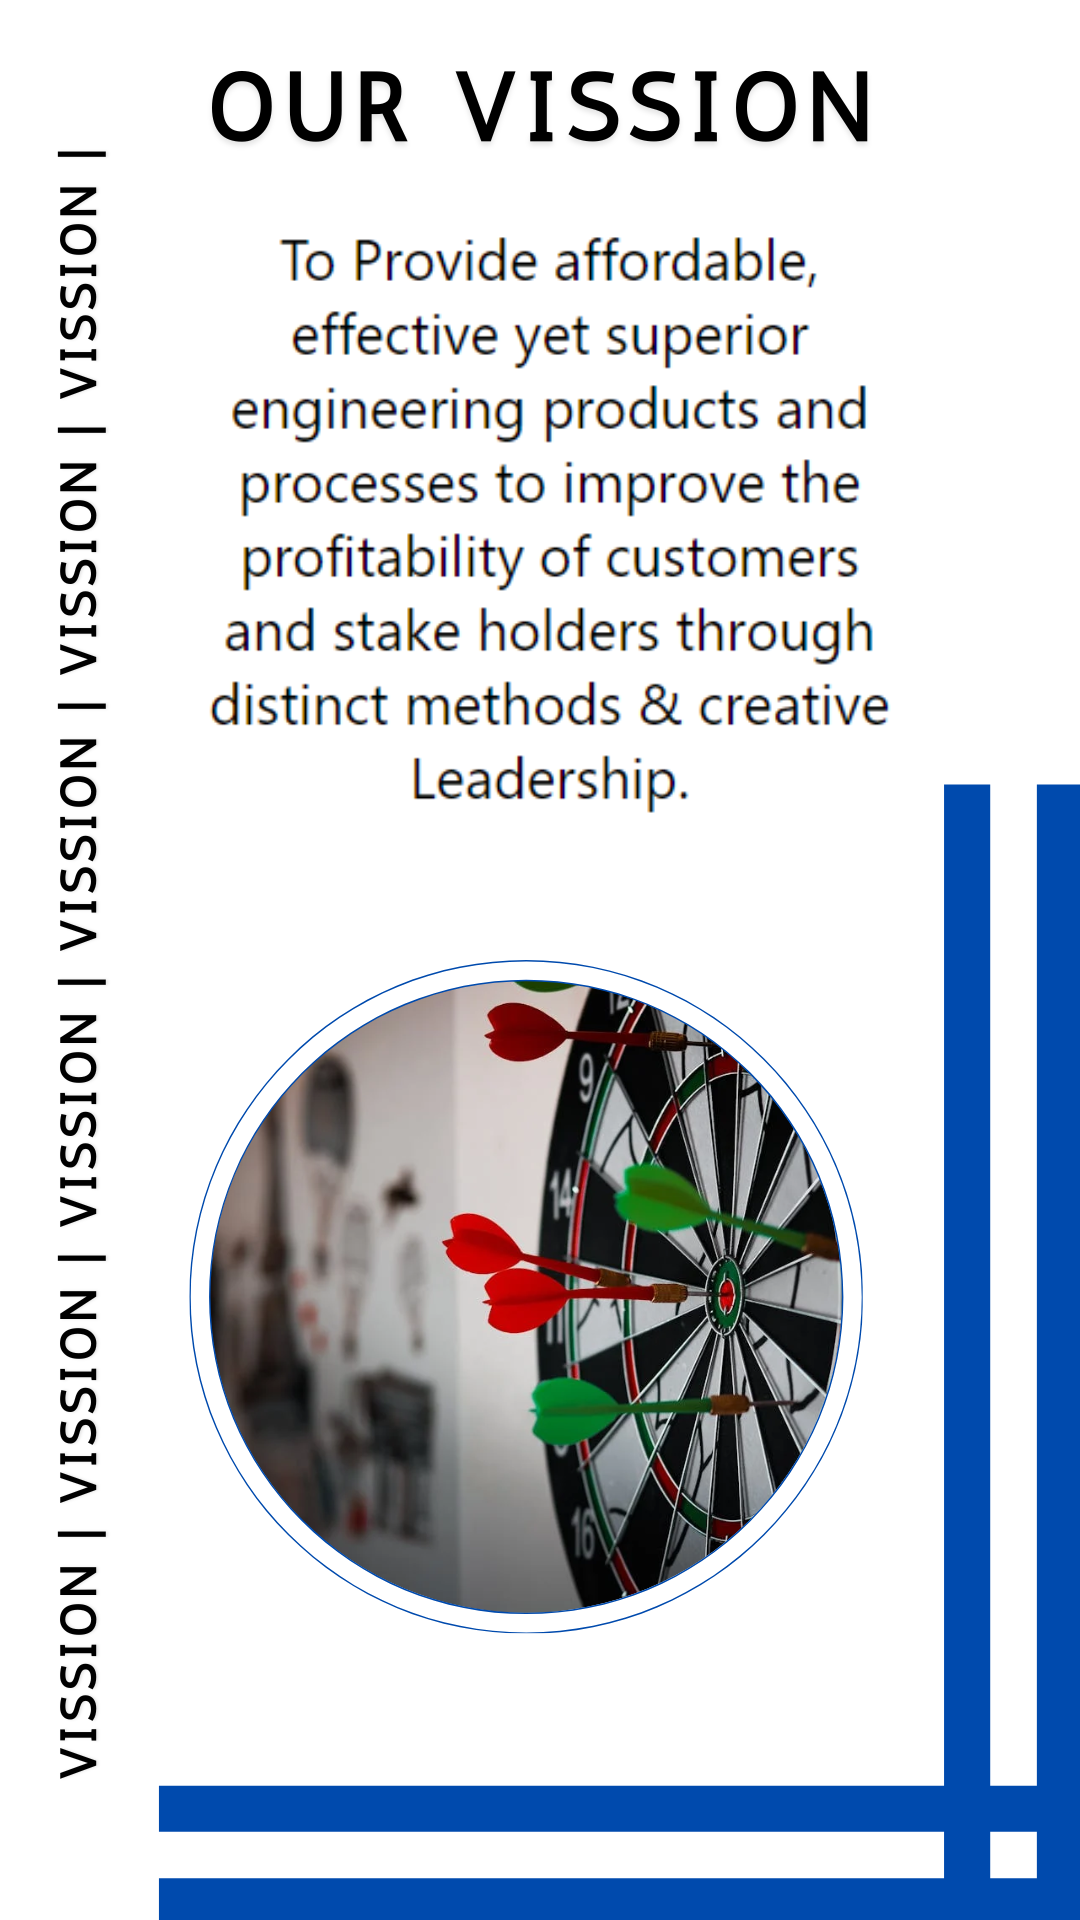 OUR VISSION
To Provide affordable,
effective yet superior
engineering products and
processes to improve the
profitability of customers
and stake holders through
distinct methods & creative
Leadership.
VISSION | VISSION | VISSION | VISSION | VISSION | VISSION |
9
14
11
16